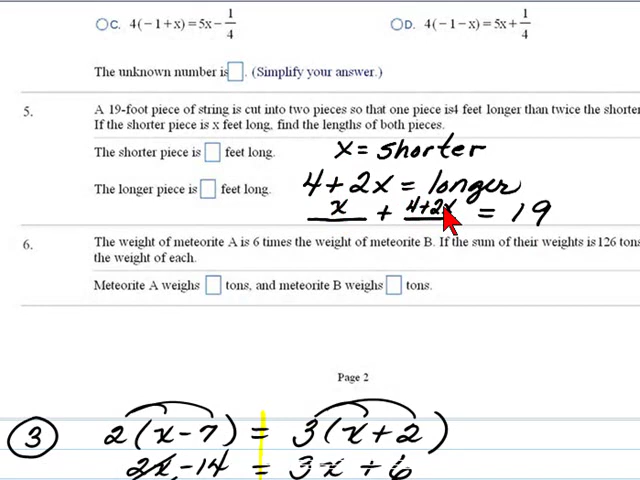 C. 4(−1+x)=5x−1/4
D. 4(−1−x)=5x+1/4
The unknown number is . (Simplify your answer.)
5. A 19-foot piece of string is cut into two pieces so that one piece is4 feet longer than twice the shorte
If the shorter piece is x feet long, find the lengths of both pieces.
The shorter piece is feet long.
x = shorter
The longer piece is feet long.
4+2x = longer
x + 4+2x = 19
6. The weight of meteorite A is 6 times the weight of meteorite B. If the sum of their weights is 126 tons
the weight of each.
Meteorite A weighs tons, and meteorite B weighs tons.
Page 2
3 2(x−7) = 3(x+2)
2x−14 = 3x+6